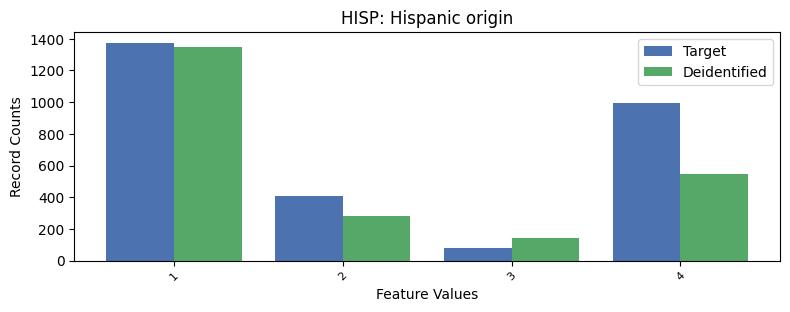 HISP: Hispanic origin
Target
Deidentified
Record Counts
1400
1200
1000
800
600
400
200
0
1
2
3
4
Feature Values